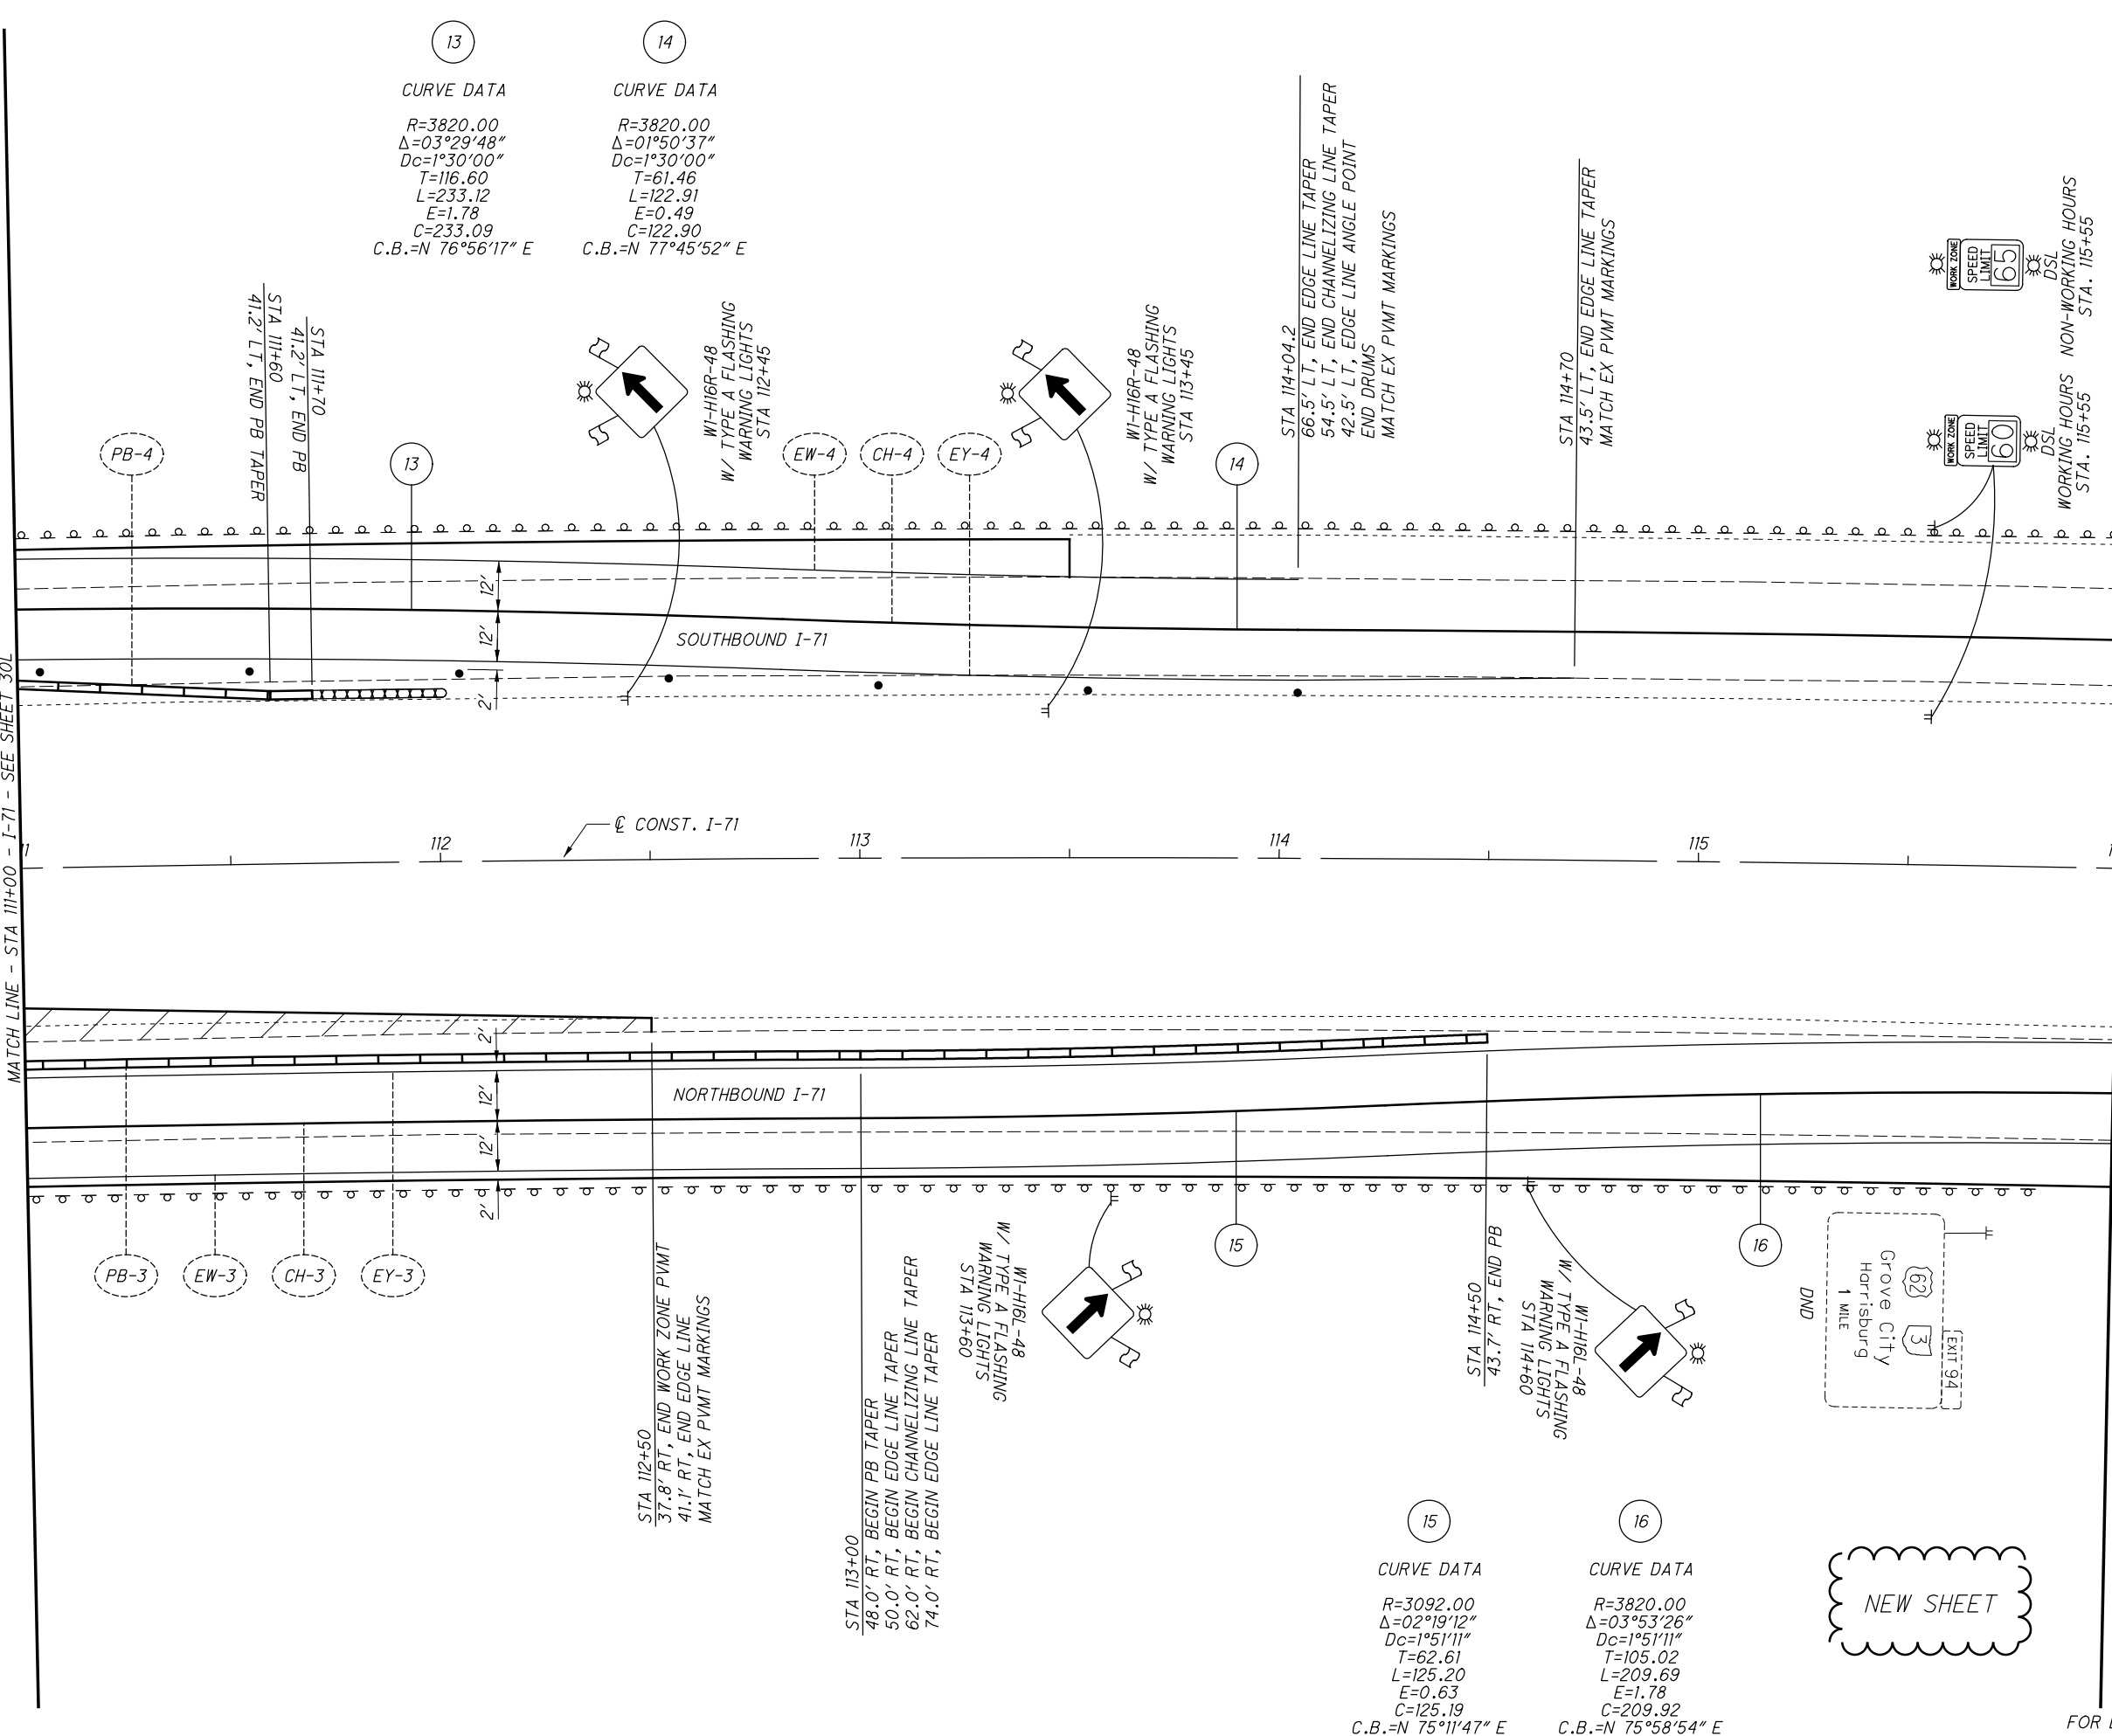 13
CURVE DATA
R=3820.00
Δ=03°29'48"
Dc=1°30'00"
T=116.60
L=233.12
E=1.78
C=233.09
C.B.=N 76°56'17" E
14
CURVE DATA
R=3820.00
Δ=01°50'37"
Dc=1°30'00"
T=61.46
L=122.91
E=0.49
C=122.90
C.B.=N 77°45'52" E
STA 111+60
41.2' LT, END PB TAPER
STA 111+70
41.2' LT, END PB
W1-H16R-48
W/ TYPE A FLASHING
WARNING LIGHTS
STA 112+45
W1-H16R-48
W/ TYPE A FLASHING
WARNING LIGHTS
STA 113+45
STA 114+04.2
66.5' LT, END EDGE LINE TAPER
54.5' LT, END CHANNELIZING LINE TAPER
42.5' LT, EDGE LINE ANGLE POINT
END DRUMS
MATCH EX PVMT MARKINGS
STA 114+70
43.5' LT, END EDGE LINE TAPER
MATCH EX PVMT MARKINGS
WORK ZONE
SPEED
LIMIT
65
DSL
NON-WORKING HOURS
STA. 115+55
WORK ZONE
SPEED
LIMIT
60
DSL
WORKING HOURS
STA. 115+55
PB-4
13
EW-4
CH-4
EY-4
14
12'
12'
2'
SOUTHBOUND I-71
MATCH LINE - STA 111+00 - I-71 - SEE SHEET 30L
℄ CONST. I-71
112
113
114
115
2'
12'
12'
2'
NORTHBOUND I-71
PB-3
EW-3
CH-3
EY-3
15
16
STA 112+50
37.8' RT, END WORK ZONE PVMT
41.1' RT, END EDGE LINE
MATCH EX PVMT MARKINGS
STA 113+00
48.0' RT, BEGIN PB TAPER
50.0' RT, BEGIN EDGE LINE TAPER
62.0' RT, BEGIN CHANNELIZING LINE TAPER
74.0' RT, BEGIN EDGE LINE TAPER
W1-H16L-48
W/ TYPE A FLASHING
WARNING LIGHTS
STA 113+60
STA 114+50
43.7' RT, END PB
W1-H16L-48
W/ TYPE A FLASHING
WARNING LIGHTS
STA 114+60
EXIT 94
62 3
Grove City
Harrisburg
1 MILE
DND
15
CURVE DATA
R=3092.00
Δ=02°19'12"
Dc=1°51'11"
T=62.61
L=125.20
E=0.63
C=125.19
C.B.=N 75°11'47" E
16
CURVE DATA
R=3820.00
Δ=03°53'26"
Dc=1°51'11"
T=105.02
L=209.69
E=1.78
C=209.92
C.B.=N 75°58'54" E
NEW SHEET
FOR